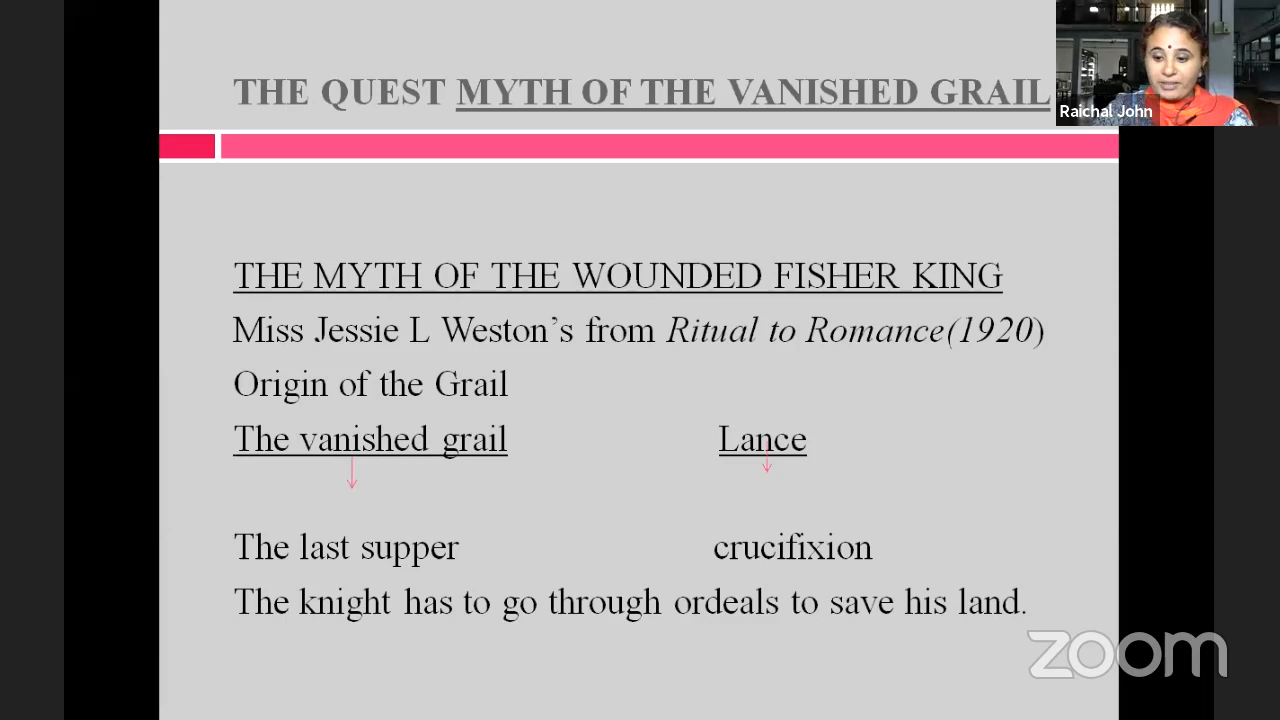 THE QUEST MYTH OF THE VANISHED GRAIL
Raichal John
THE MYTH OF THE WOUNDED FISHER KING
Miss Jessie L Weston’s from Ritual to Romance(1920)
Origin of the Grail
The vanished grail Lance
The last supper crucifixion
The knight has to go through ordeals to save his land.
zoom